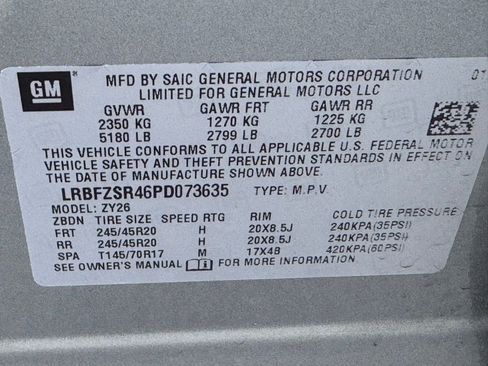 GM
MFD BY SAIC GENERAL MOTORS CORPORATION 01
LIMITED FOR GENERAL MOTORS LLC
GVWR GAWR FRT GAWR RR
2350 KG 1270 KG 1225 KG
5180 LB 2799 LB 2700 LB
THIS VEHICLE CONFORMS TO ALL APPLICABLE U.S. FEDERAL MOTOR
VEHICLE SAFETY AND THEFT PREVENTION STANDARDS IN EFFECT ON
THE DATE OF MANUFACTURE SHOWN ABOVE.
LRBFZSR46PD073635 TYPE: M.P.V.
MODEL: ZY26
ZBDN TIRE SIZE SPEED RTG RIM COLD TIRE PRESSURE
FRT 245/45R20 H 20X8.5J 240KPA(35PSI)
RR 245/45R20 H 20X8.5J 240KPA(35PSI)
SPA T145/70R17 M 17X4B 420KPA(60PSI)
SEE OWNER'S MANUAL FOR MORE INFORMATION.